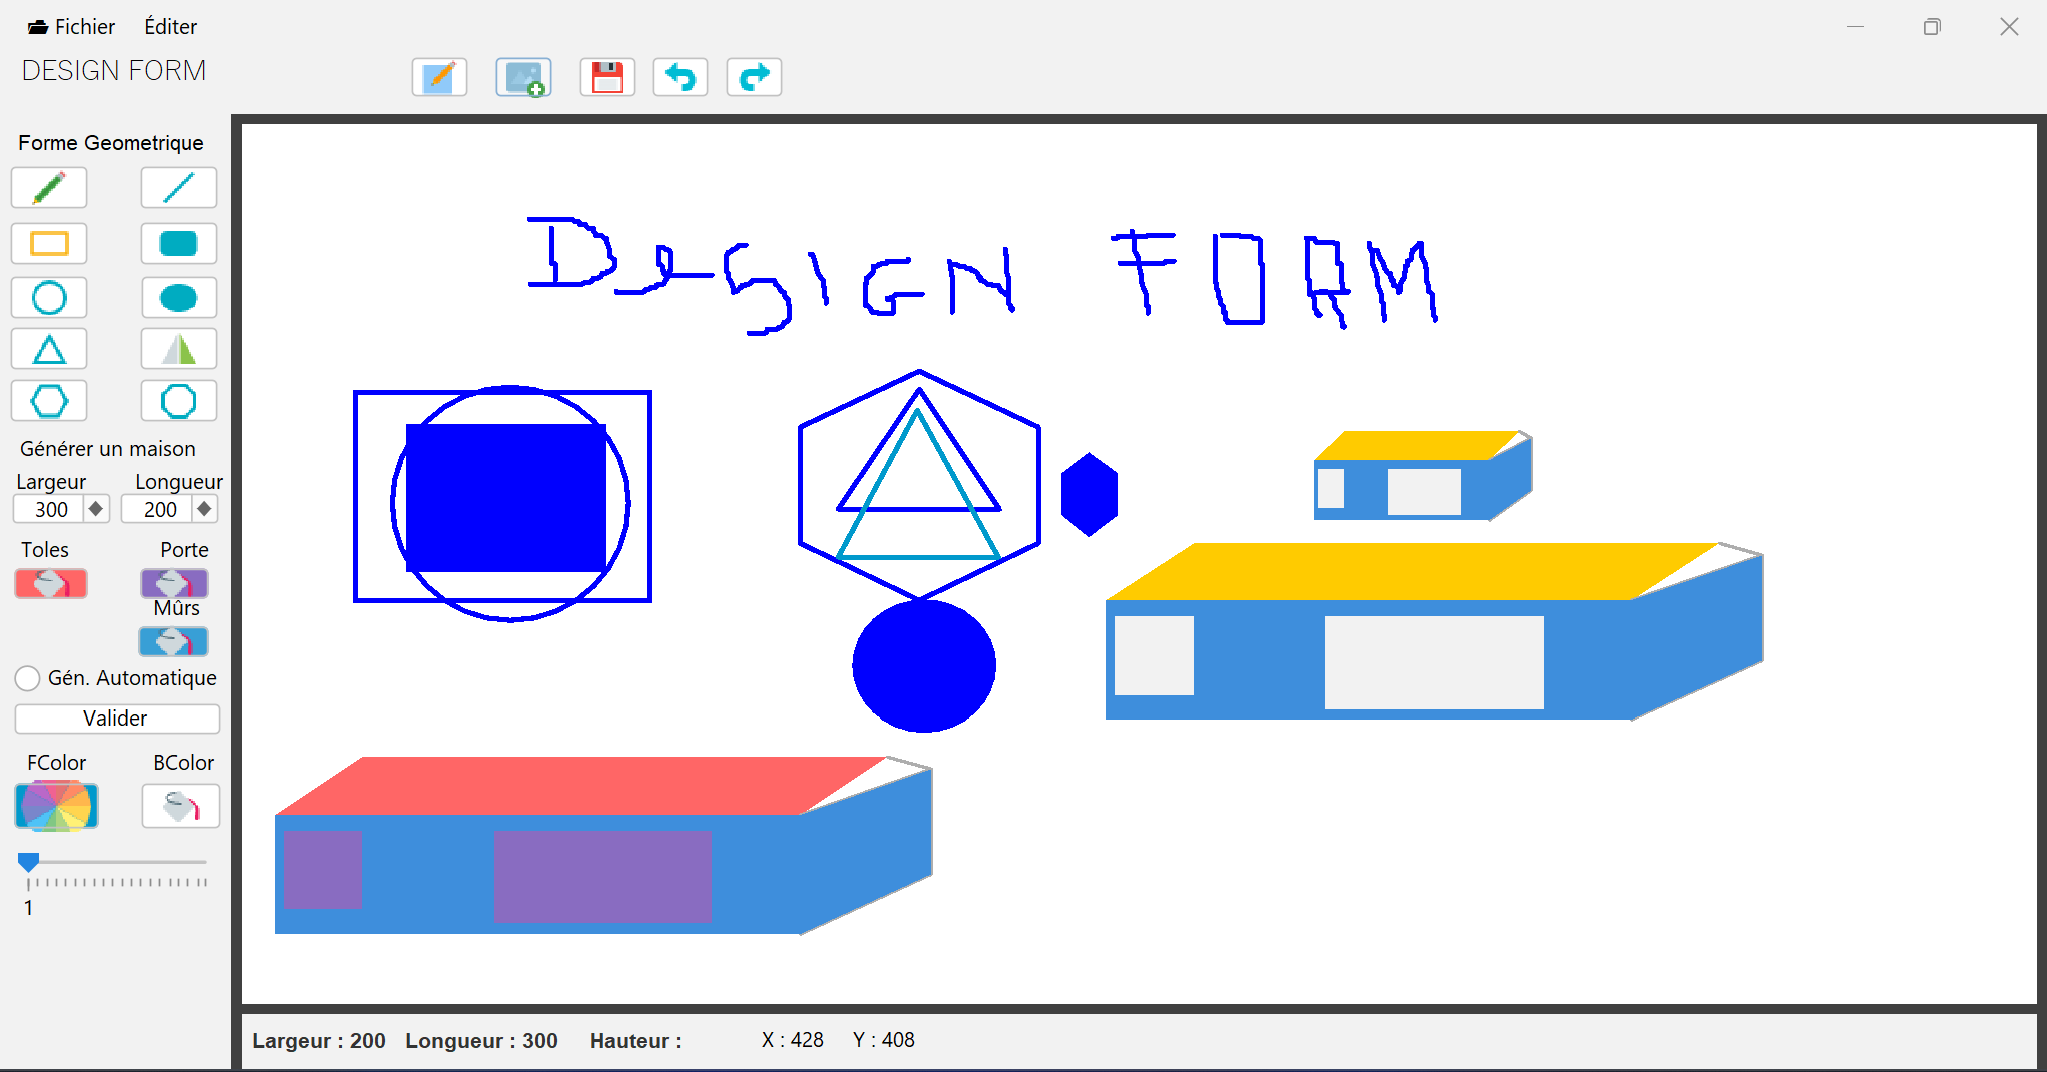 Fichier Éditer
DESIGN FORM
Forme Geometrique
Générer un maison
Largeur Longueur
300 200
Toles Porte
Mûrs
Gén. Automatique
Valider
FColor BColor
1
DeSIGN FORM
Largeur : 200 Longueur : 300 Hauteur : X : 428 Y : 408